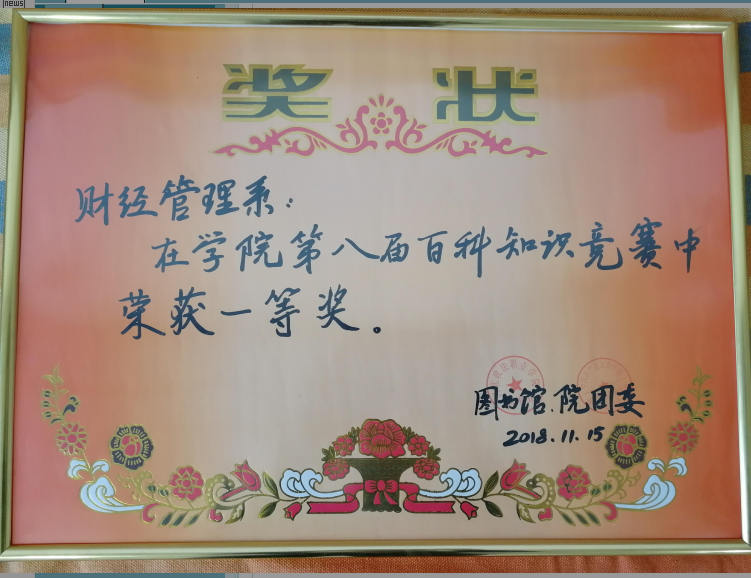 奖 状
财经管理系：
在学院第八届百科知识竞赛中
荣获一等奖。
图书馆、院团委
2018.11.15